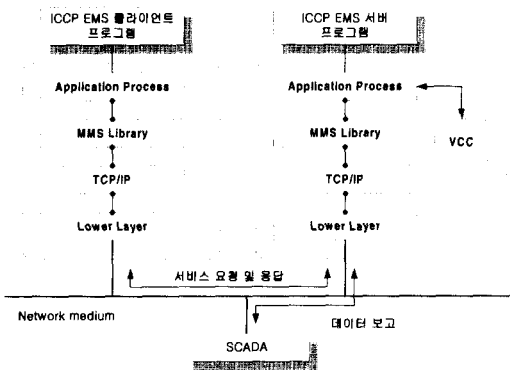 ICCP EMS 클라이언트
프로그램
ICCP EMS 서버
프로그램
Application Process
Application Process
MMS Library
MMS Library
VCC
TCP/IP
TCP/IP
Lower Layer
Lower Layer
서비스 요청 및 응답
Network medium
데이터 보고
SCADA